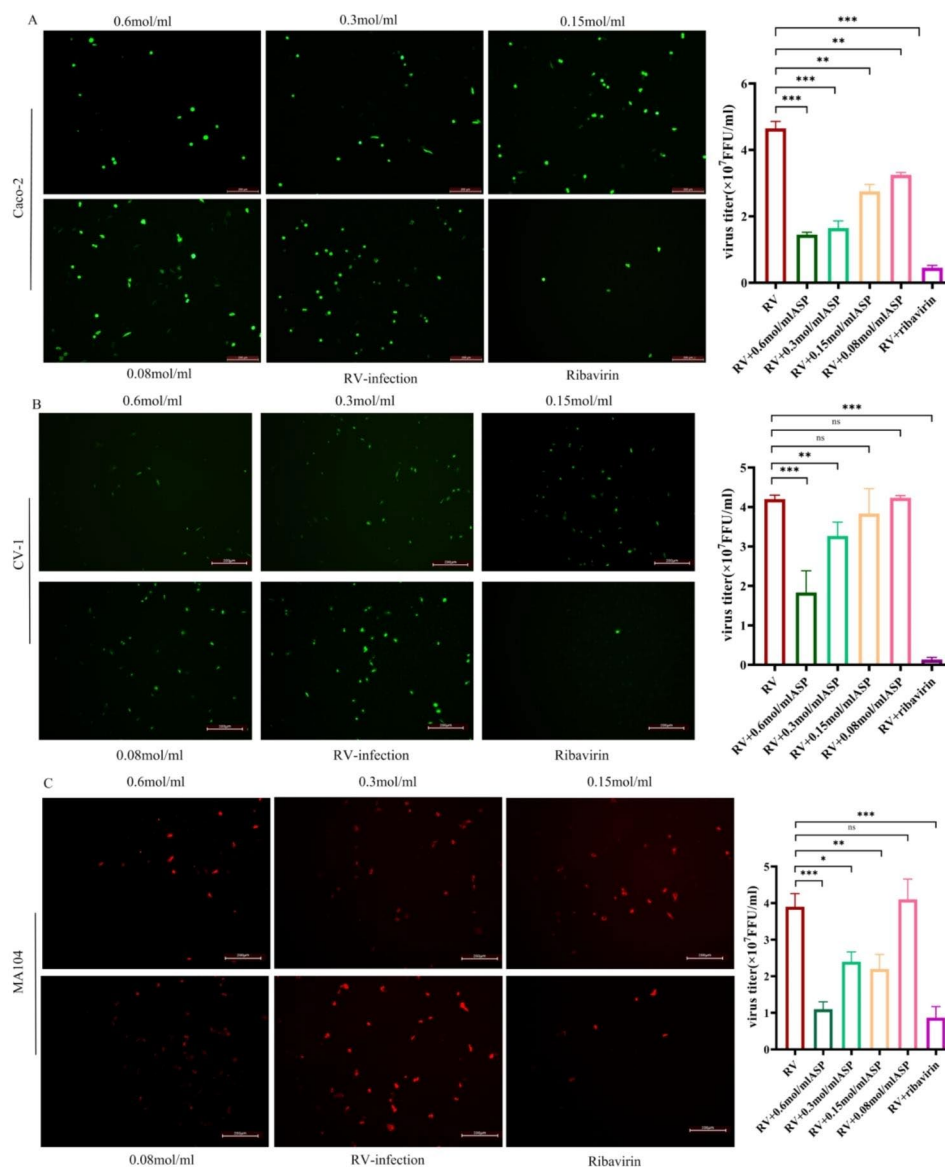 A
0.6mol/ml
0.3mol/ml
0.15mol/ml
Caco-2
0.08mol/ml
RV-infection
Ribavirin
***
**
**
***
***
virus titer(×10⁷FFU/ml)
6
4
2
0
RV
RV+0.6mol/mlASP
RV+0.3mol/mlASP
RV+0.15mol/mlASP
RV+0.08mol/mlASP
RV+ribavirin
B
0.6mol/ml
0.3mol/ml
0.15mol/ml
CV-1
0.08mol/ml
RV-infection
Ribavirin
***
ns
ns
**
***
virus titer(×10⁷FFU/ml)
5
4
3
2
1
0
RV
RV+0.6mol/mlASP
RV+0.3mol/mlASP
RV+0.15mol/mlASP
RV+0.08mol/mlASP
RV+ribavirin
C
0.6mol/ml
0.3mol/ml
0.15mol/ml
MA104
0.08mol/ml
RV-infection
Ribavirin
***
ns
**
*
***
virus titer(×10⁷FFU/ml)
5
4
3
2
1
0
RV
RV+0.6mol/mlASP
RV+0.3mol/mlASP
RV+0.15mol/mlASP
RV+0.08mol/mlASP
RV+ribavirin